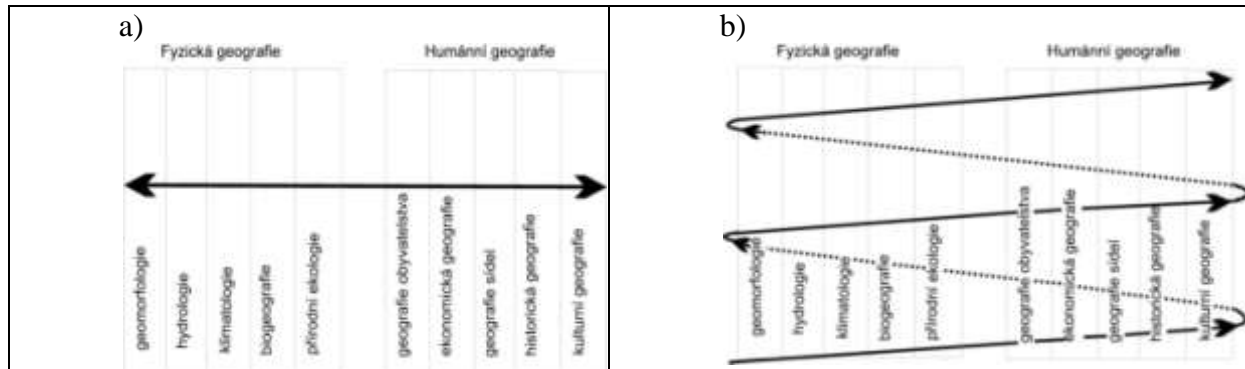 a)
Fyzická geografie
Humánní geografie
geomorfologie
hydrologie
klimatologie
biogeografie
přírodní ekologie
geografie obyvatelstva
ekonomická geografie
geografie sídel
historická geografie
kulturní geografie
b)
Fyzická geografie
Humánní geografie
geomorfologie
hydrologie
klimatologie
biogeografie
přírodní ekologie
geografie obyvatelstva
ekonomická geografie
geografie sídel
historická geografie
kulturní geografie